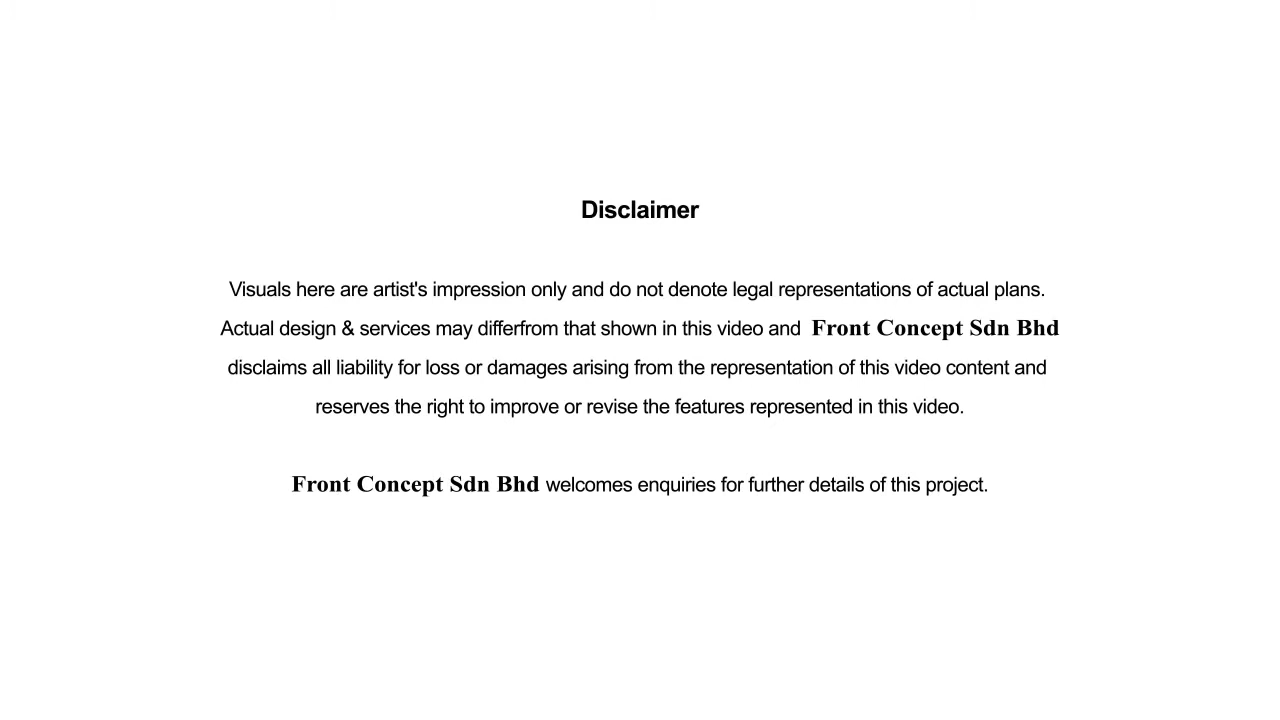 Disclaimer
Visuals here are artist's impression only and do not denote legal representations of actual plans.
Actual design & services may differfrom that shown in this video and Front Concept Sdn Bhd
disclaims all liability for loss or damages arising from the representation of this video content and
reserves the right to improve or revise the features represented in this video.
Front Concept Sdn Bhd welcomes enquiries for further details of this project.